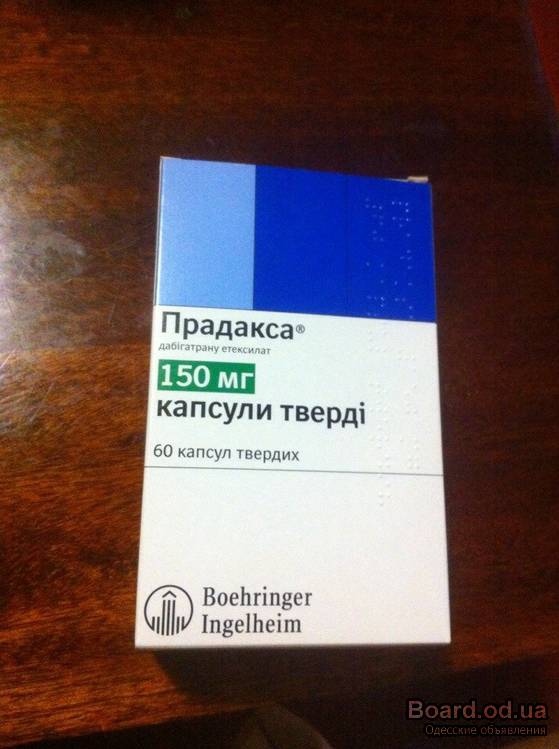 Прадакса®
дабігатрану етексилат
150 мг
капсули тверді
60 капсул твердих
Boehringer
Ingelheim
Board.od.ua
Одесские объявления